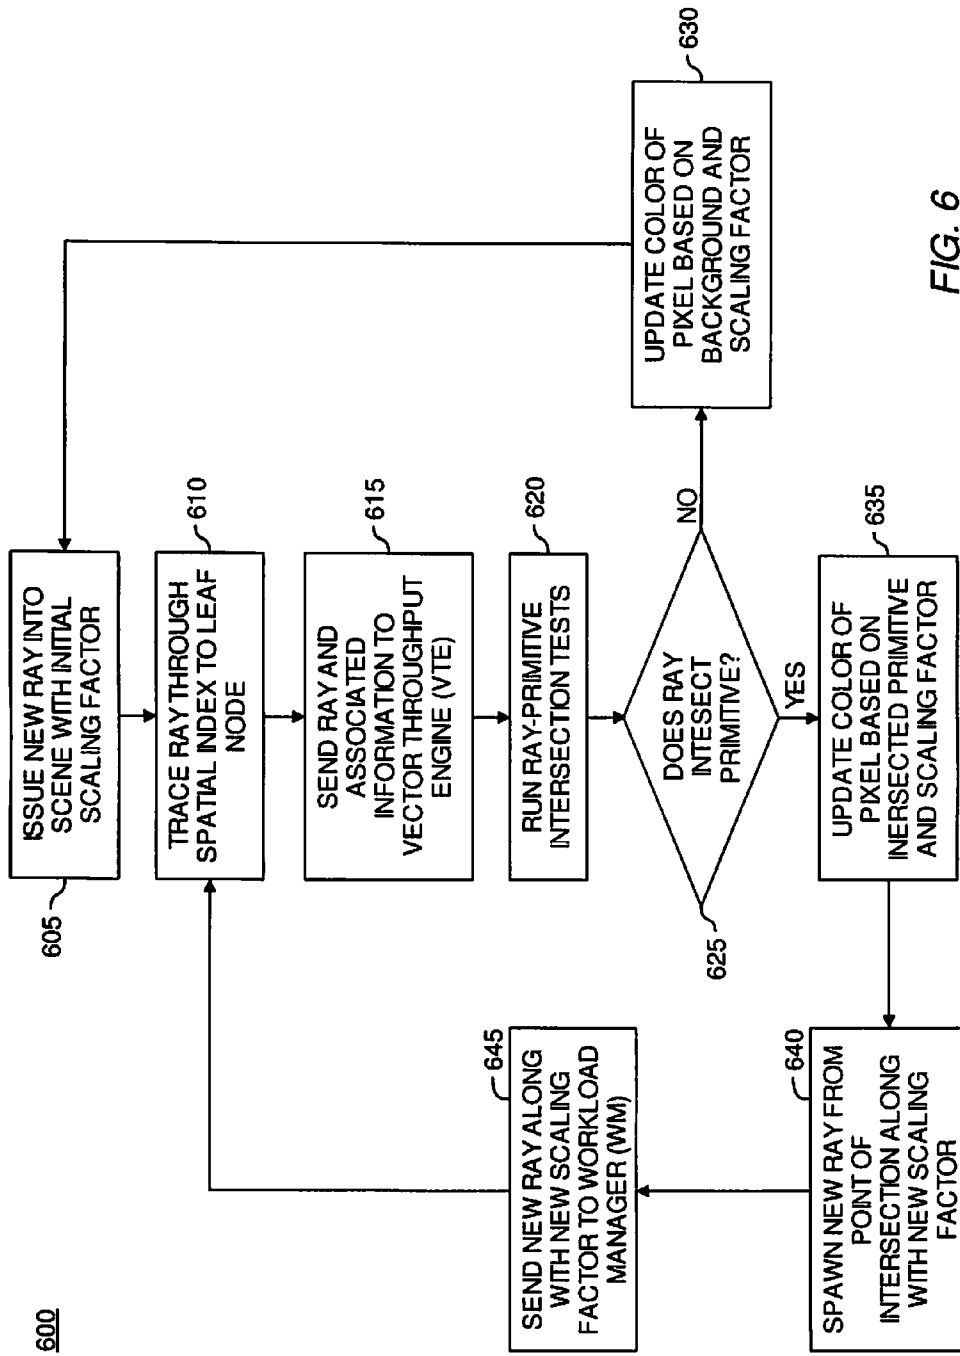 600
605
ISSUE NEW RAY INTO
SCENE WITH INITIAL
SCALING FACTOR
610
TRACE RAY THROUGH
SPATIAL INDEX TO LEAF
NODE
615
SEND RAY AND
ASSOCIATED
INFORMATION TO
VECTOR THROUGHPUT
ENGINE (VTE)
620
RUN RAY-PRIMITIVE
INTERSECTION TESTS
625
DOES RAY
INTESECT
PRIMITIVE?
NO
630
UPDATE COLOR OF
PIXEL BASED ON
BACKGROUND AND
SCALING FACTOR
YES
635
UPDATE COLOR OF
PIXEL BASED ON
INERSECTED PRIMITIVE
AND SCALING FACTOR
640
SPAWN NEW RAY FROM
POINT OF
INTERSECTION ALONG
WITH NEW SCALING
FACTOR
645
SEND NEW RAY ALONG
WITH NEW SCALING
FACTOR TO WORKLOAD
MANAGER (WM)
FIG. 6